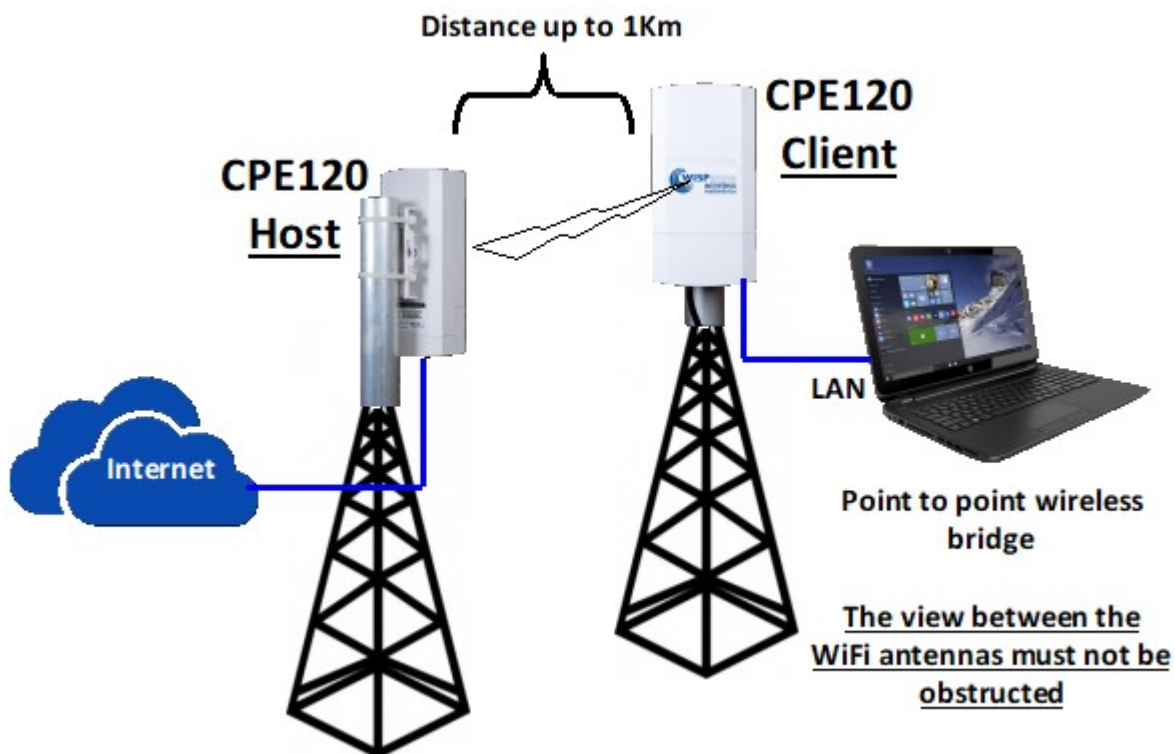 Distance up to 1Km
CPE120
Host
CPE120
Client
WISP
Internet
LAN
Point to point wireless
bridge
The view between the
WiFi antennas must not be
obstructed